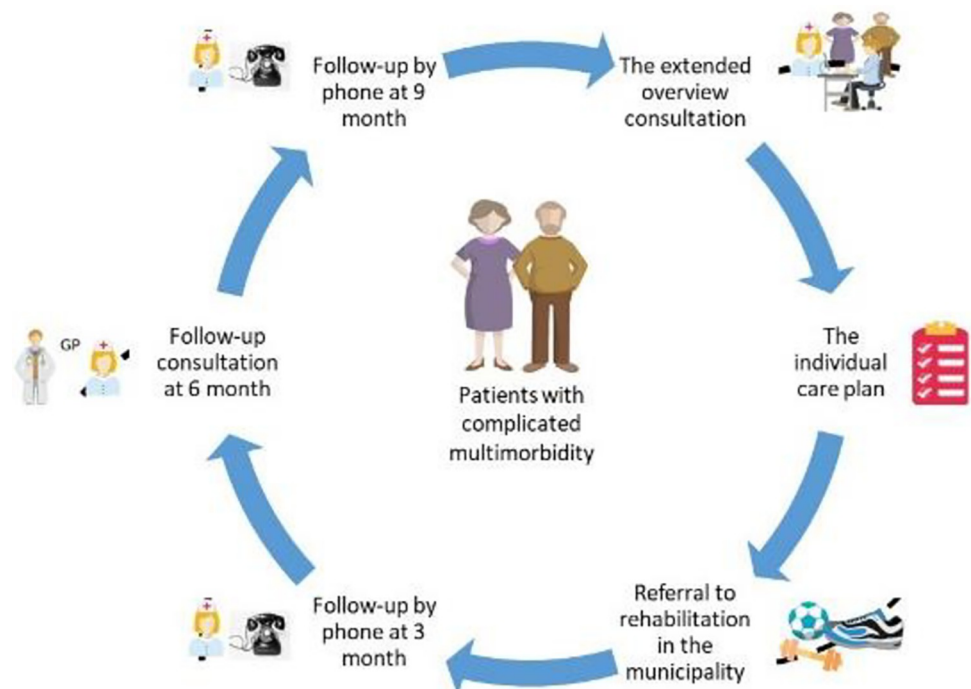 Follow-up by
phone at 9
month
The extended
overview
consultation
The
individual
care plan
Referral to
rehabilitation
in the
municipality
Follow-up by
phone at 3
month
GP
Follow-up
consultation
at 6 month
Patients with
complicated
multimorbidity